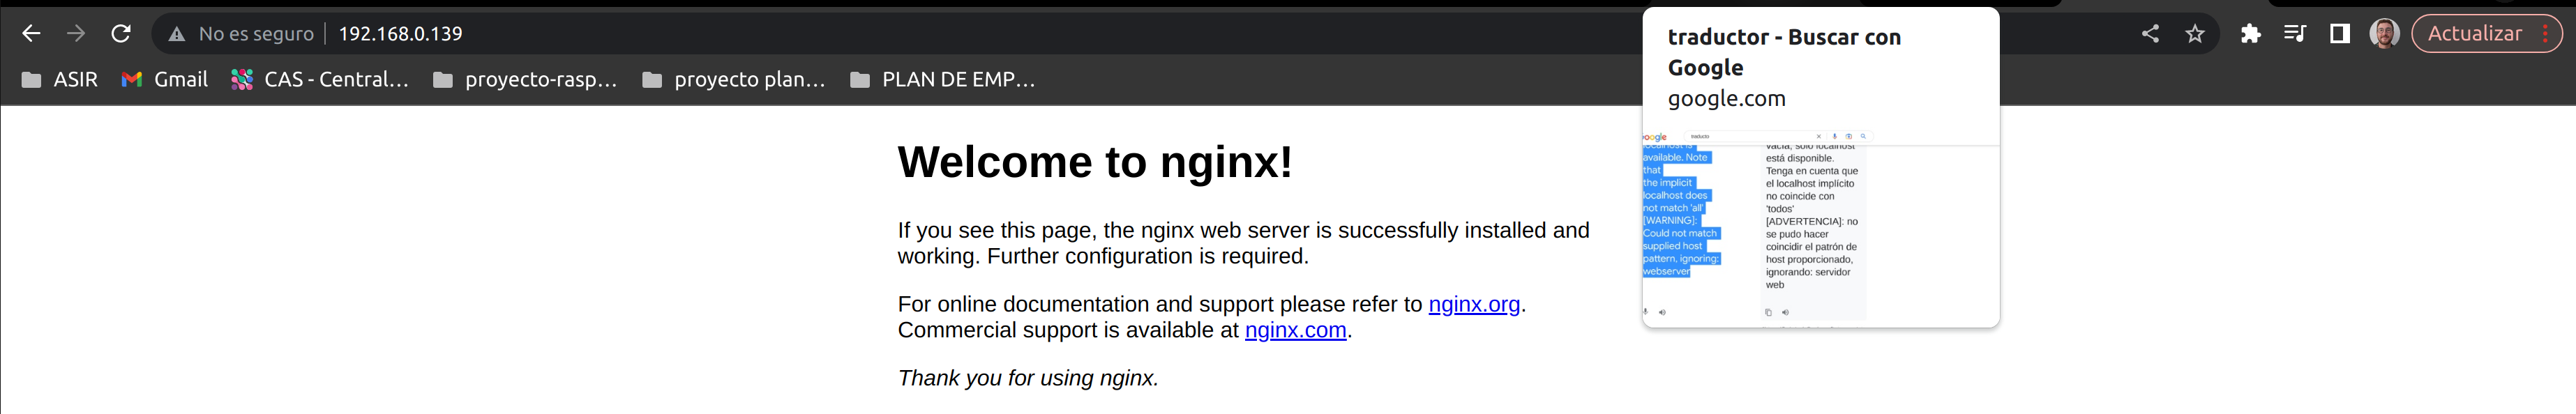 No es seguro 192.168.0.139
Actualizar
ASIR
Gmail
CAS - Central...
proyecto-rasp...
proyecto plan...
PLAN DE EMP...
traductor - Buscar con
Google
google.com
oogle
traducto
localhost is
available. Note
that
the implicit
localhost does
not match 'all'
[WARNING]:
Could not match
supplied host
pattern, ignoring:
webserver
vacía, solo localhost
está disponible.
Tenga en cuenta que
el localhost implícito
no coincide con
'todos'
[ADVERTENCIA]: no
se pudo hacer
coincidir el patrón de
host proporcionado,
ignorando: servidor
web
Welcome to nginx!
If you see this page, the nginx web server is successfully installed and
working. Further configuration is required.
For online documentation and support please refer to nginx.org.
Commercial support is available at nginx.com.
Thank you for using nginx.